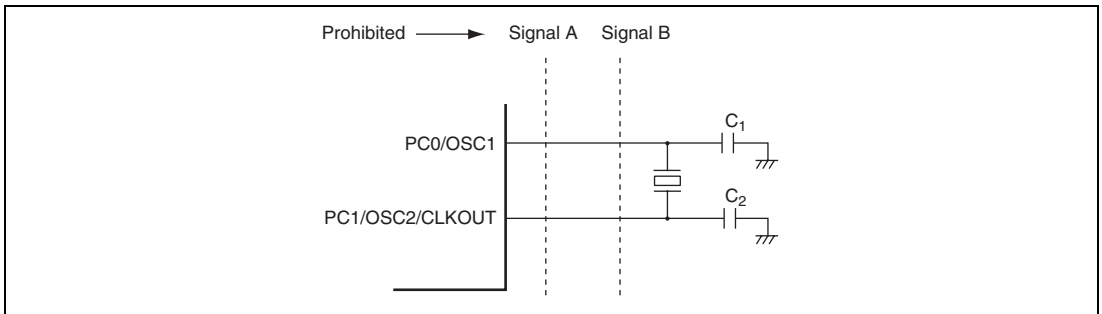 Prohibited Signal A Signal B
PC0/OSC1
C1
PC1/OSC2/CLKOUT
C2